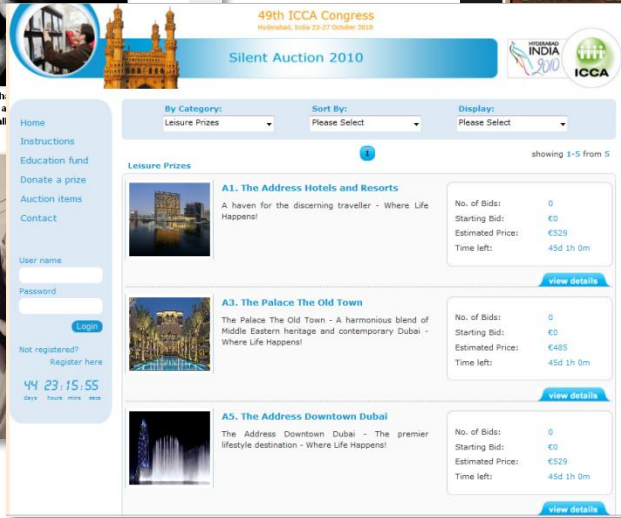 49th ICCA Congress
Hyderabad, India 23-27 October 2010
Silent Auction 2010
HYDERABAD
INDIA
2010
ICCA
Home
Instructions
Education fund
Donate a prize
Auction items
Contact
User name
Password
Login
Not registered?
Register here
44 23:15:55
days hours mins secs
By Category: Sort By: Display:
Leisure Prizes Please Select Please Select
1
showing 1-5 from 5
Leisure Prizes
A1. The Address Hotels and Resorts
A haven for the discerning traveller - Where Life
Happens!
No. of Bids: 0
Starting Bid: €0
Estimated Price: €529
Time left: 45d 1h 0m
view details
A3. The Palace The Old Town
The Palace The Old Town - A harmonious blend of
Middle Eastern heritage and contemporary Dubai -
Where Life Happens!
No. of Bids: 0
Starting Bid: €0
Estimated Price: €485
Time left: 45d 1h 0m
view details
A5. The Address Downtown Dubai
The Address Downtown Dubai - The premier
lifestyle destination - Where Life Happens!
No. of Bids: 0
Starting Bid: €0
Estimated Price: €529
Time left: 45d 1h 0m
view details